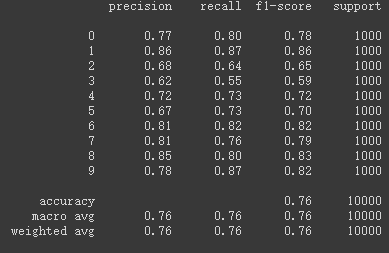 precision recall f1-score support
0 0.77 0.80 0.78 1000
1 0.86 0.87 0.86 1000
2 0.68 0.64 0.65 1000
3 0.62 0.55 0.59 1000
4 0.72 0.73 0.72 1000
5 0.67 0.73 0.70 1000
6 0.81 0.82 0.82 1000
7 0.81 0.76 0.79 1000
8 0.85 0.80 0.83 1000
9 0.78 0.87 0.82 1000
accuracy 0.76 10000
macro avg 0.76 0.76 0.76 10000
weighted avg 0.76 0.76 0.76 10000